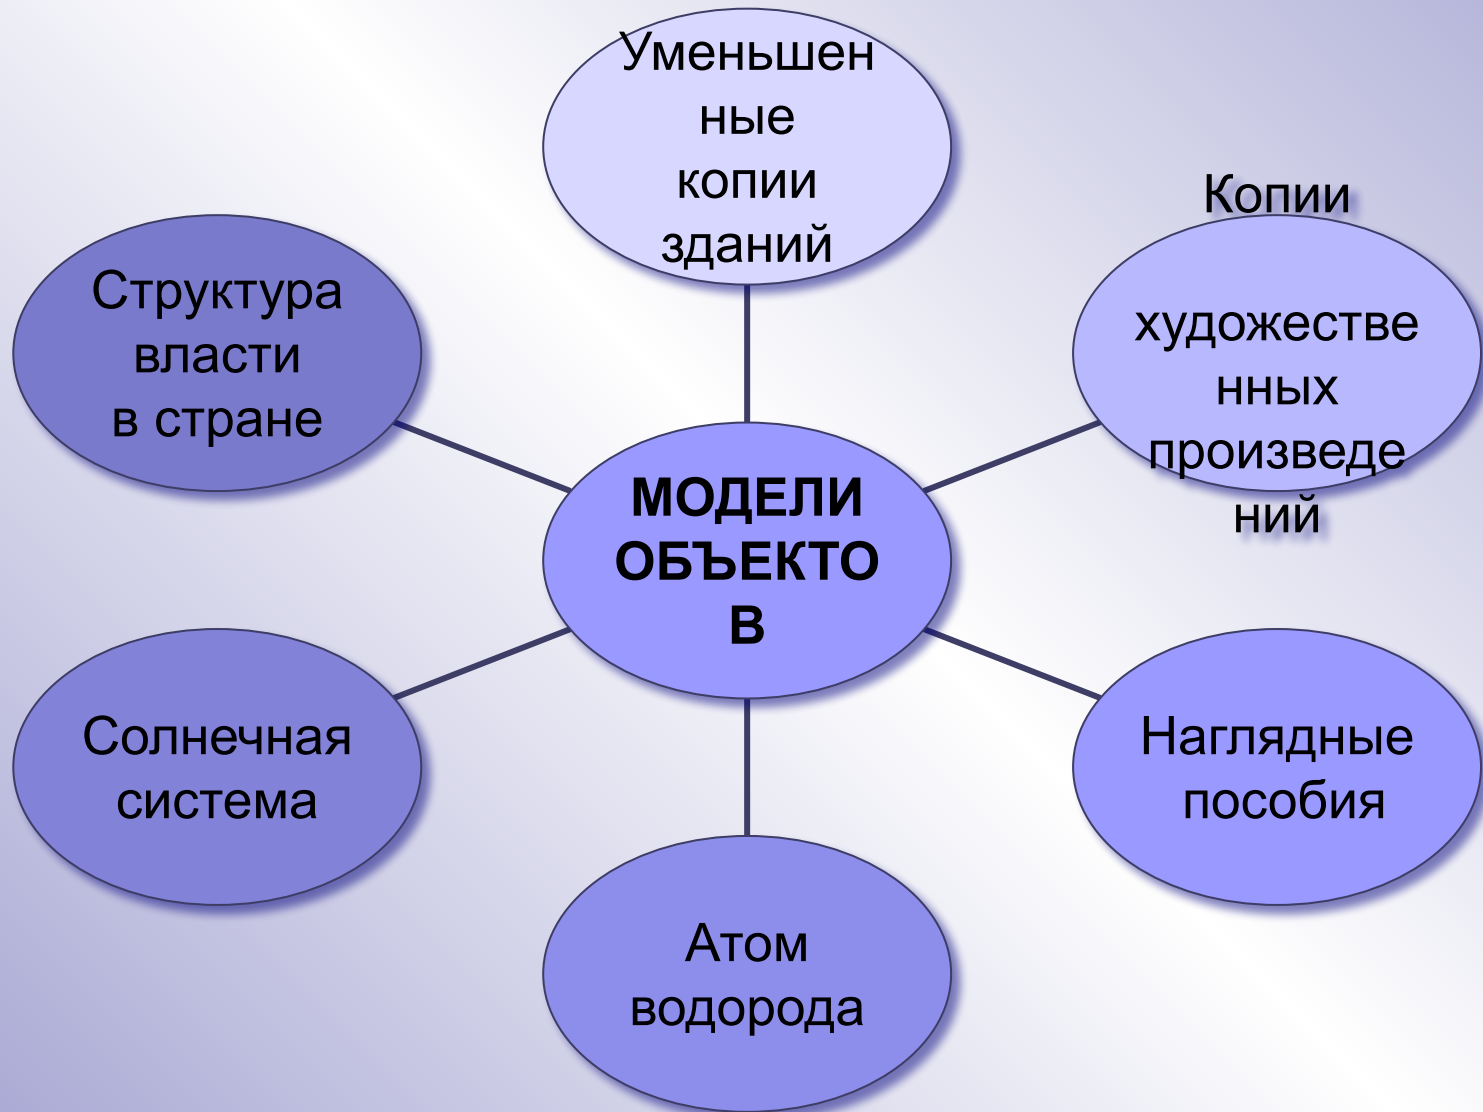 Уменьшен
ные
копии
зданий
Копии
художестве
нных
произведе
ний
Структура
власти
в стране
МОДЕЛИ
ОБЪЕКТО
В
Солнечная
система
Наглядные
пособия
Атом
водорода